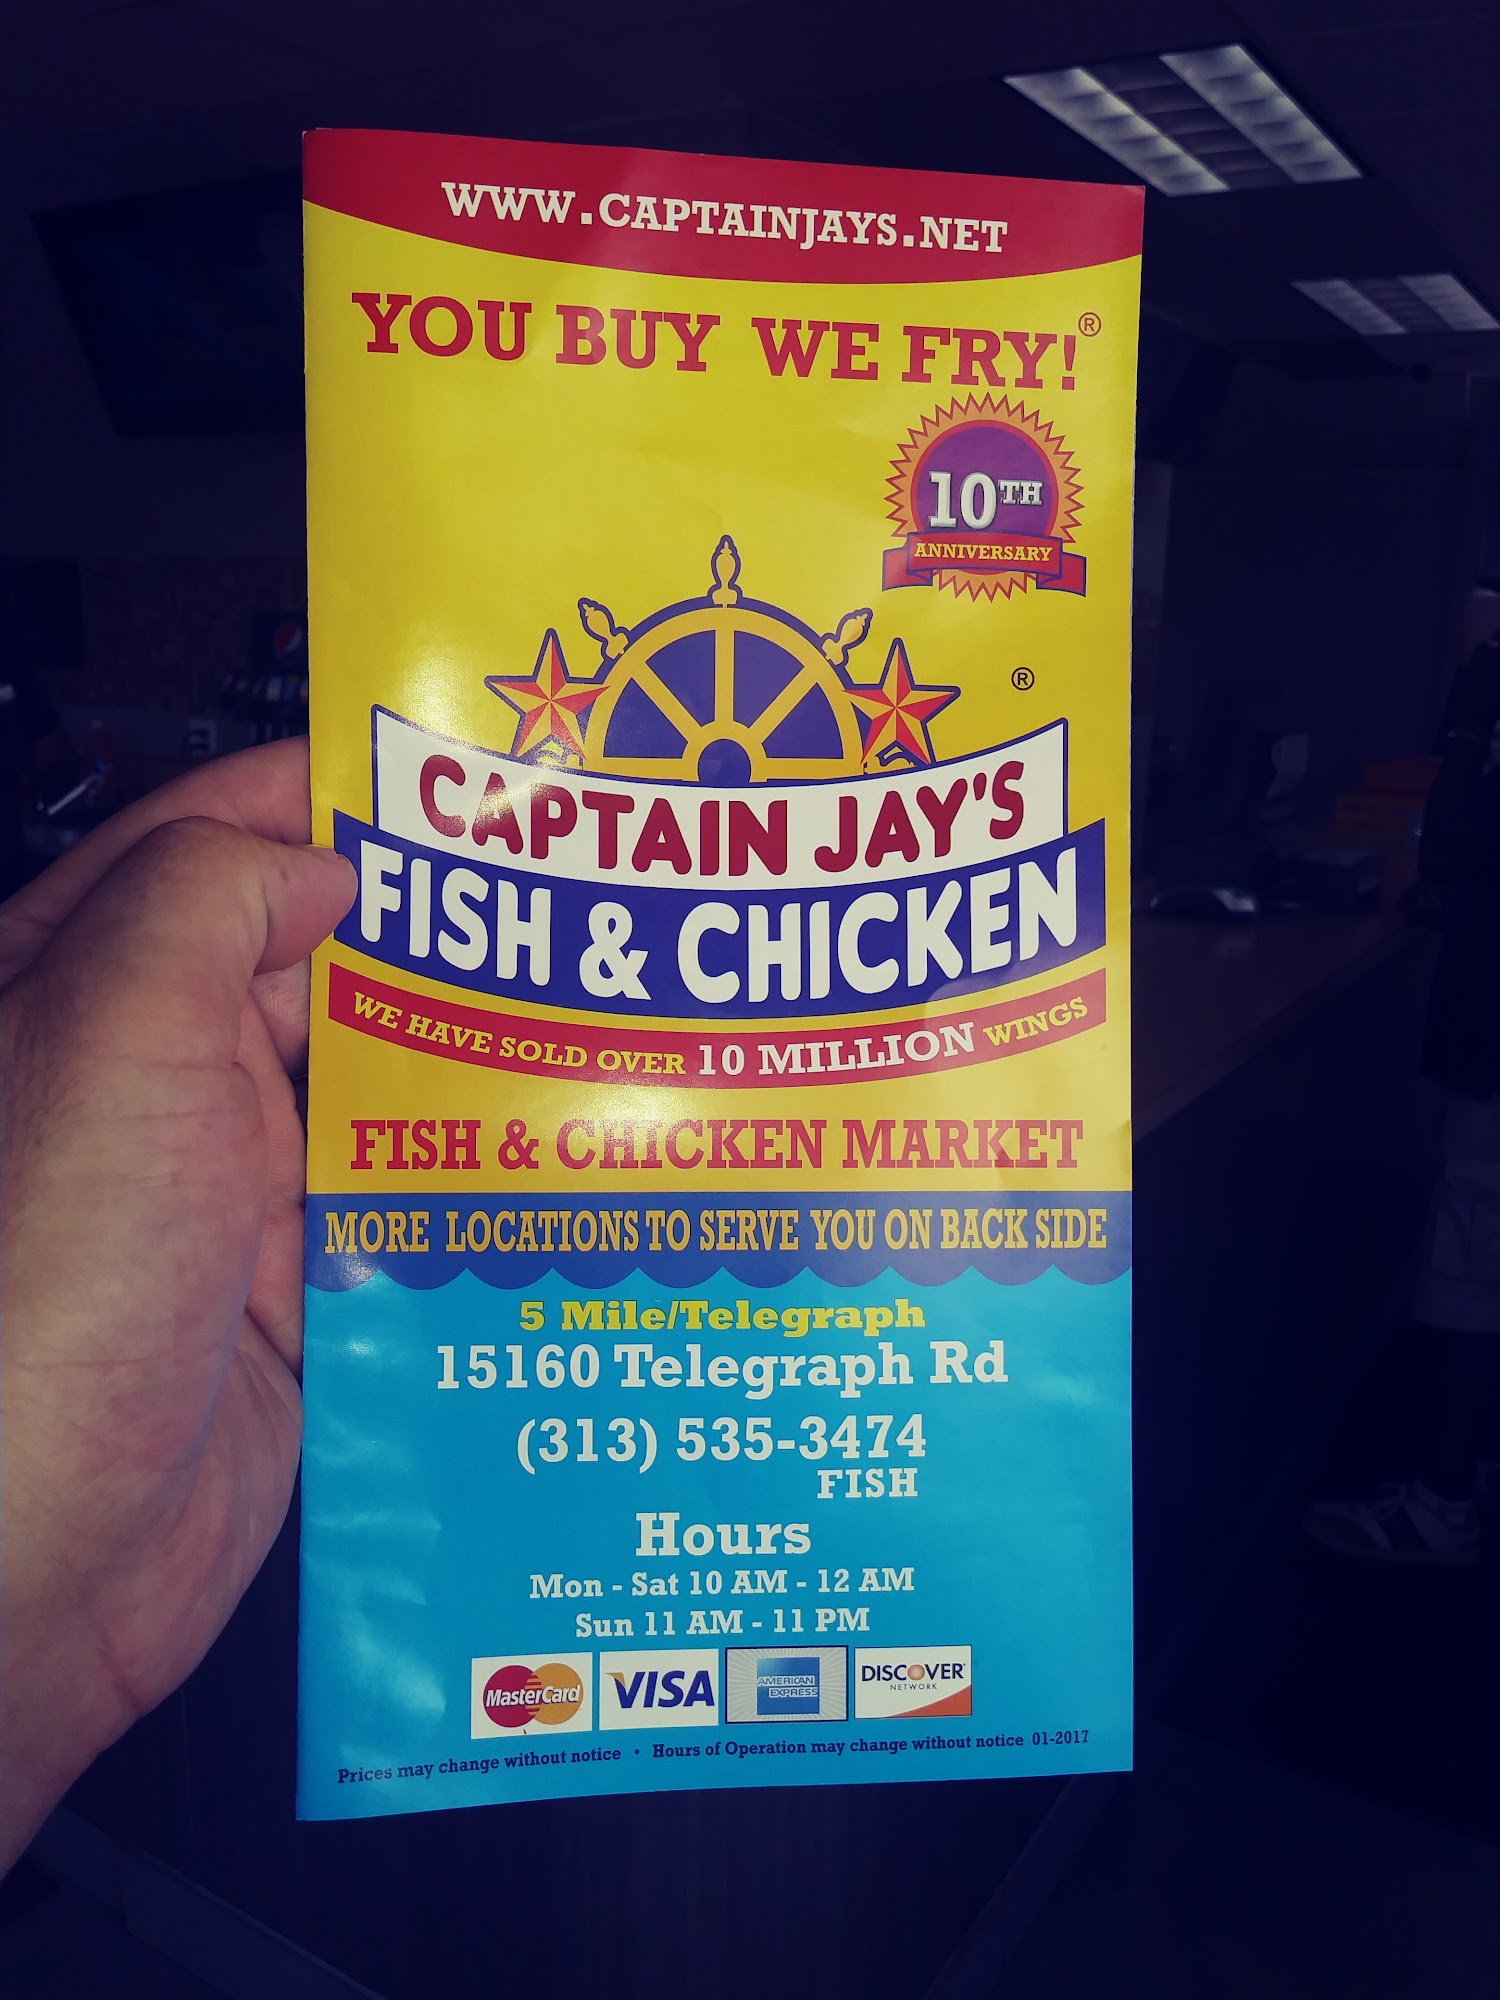 WWW.CAPTAINJAYS.NET
YOU BUY WE FRY!®
10TH
ANNIVERSARY
®
CAPTAIN JAY'S
FISH & CHICKEN
WE HAVE SOLD OVER 10 MILLION WINGS
FISH & CHICKEN MARKET
MORE LOCATIONS TO SERVE YOU ON BACK SIDE
5 Mile/Telegraph
15160 Telegraph Rd
(313) 535-3474
FISH
Hours
Mon - Sat 10 AM - 12 AM
Sun 11 AM - 11 PM
MasterCard VISA AMERICAN EXPRESS DISCOVER NETWORK
Prices may change without notice • Hours of Operation may change without notice 01-2017